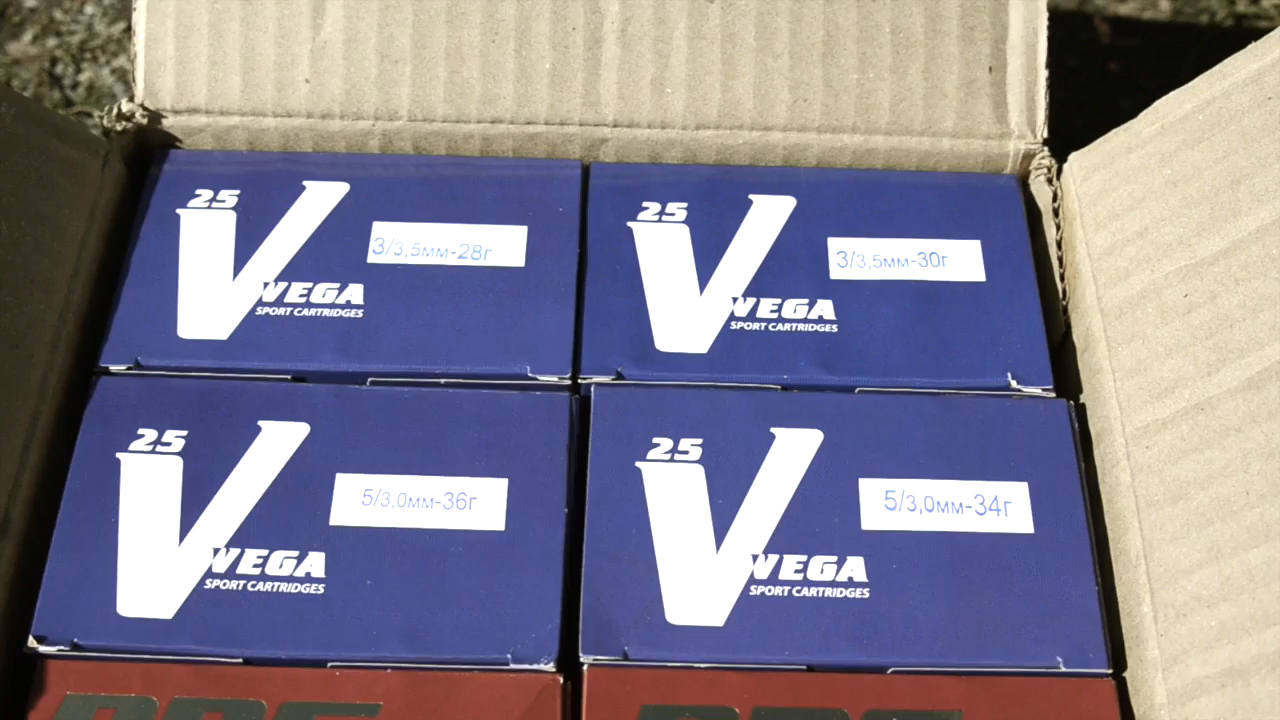 25
3/3,5мм-28г
VEGA
SPORT CARTRIDGES
25
3/3,5мм-30г
VEGA
SPORT CARTRIDGES
25
5/3,0мм-36г
VEGA
SPORT CARTRIDGES
25
5/3,0мм-34г
VEGA
SPORT CARTRIDGES